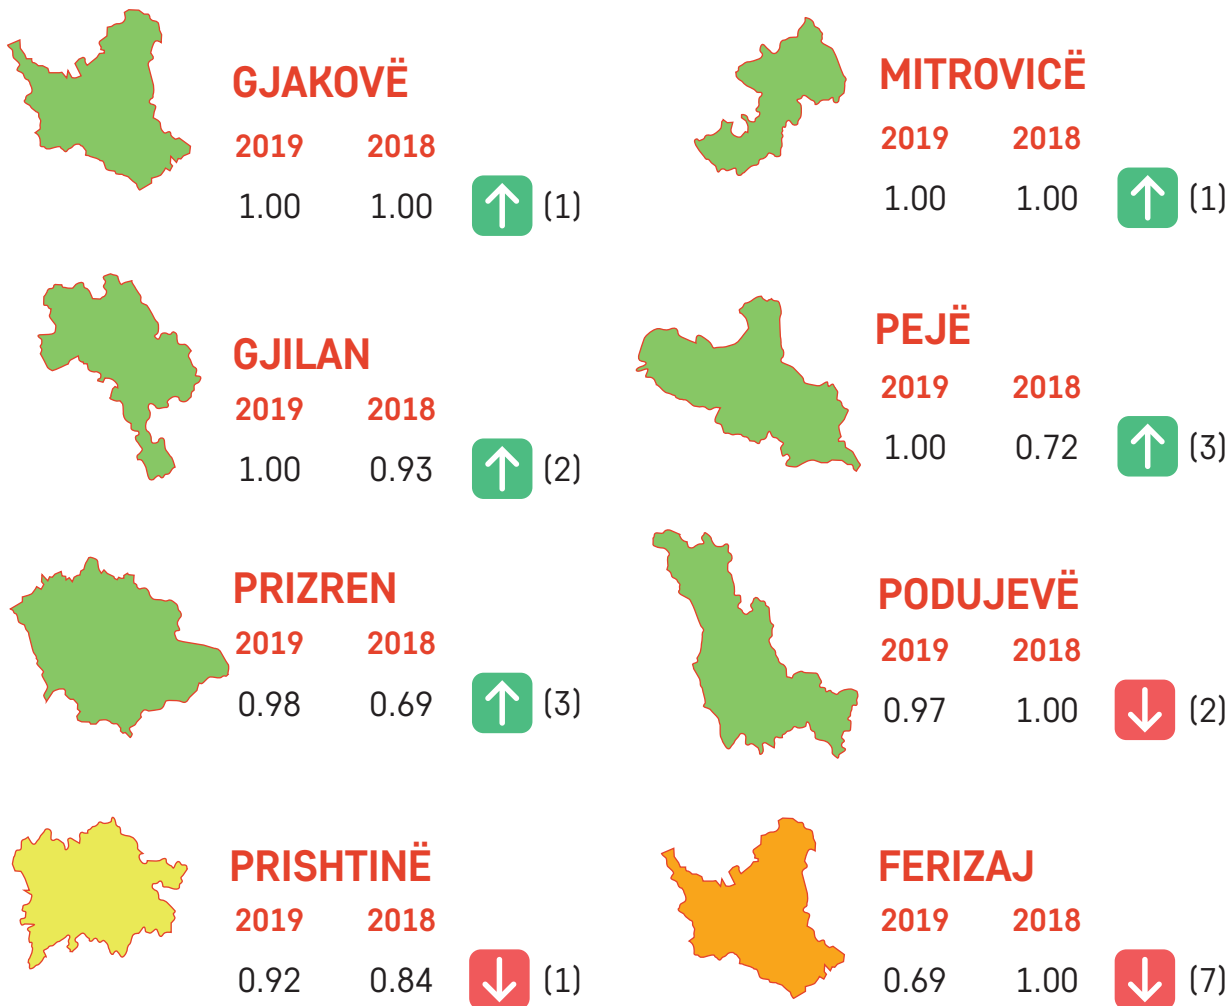 GJAKOVË
2019 2018
1.00 1.00 (1)
MITROVICË
2019 2018
1.00 1.00 (1)
GJILAN
2019 2018
1.00 0.93 (2)
PEJË
2019 2018
1.00 0.72 (3)
PRIZREN
2019 2018
0.98 0.69 (3)
PODUJEVË
2019 2018
0.97 1.00 (2)
PRISHTINË
2019 2018
0.92 0.84 (1)
FERIZAJ
2019 2018
0.69 1.00 (7)